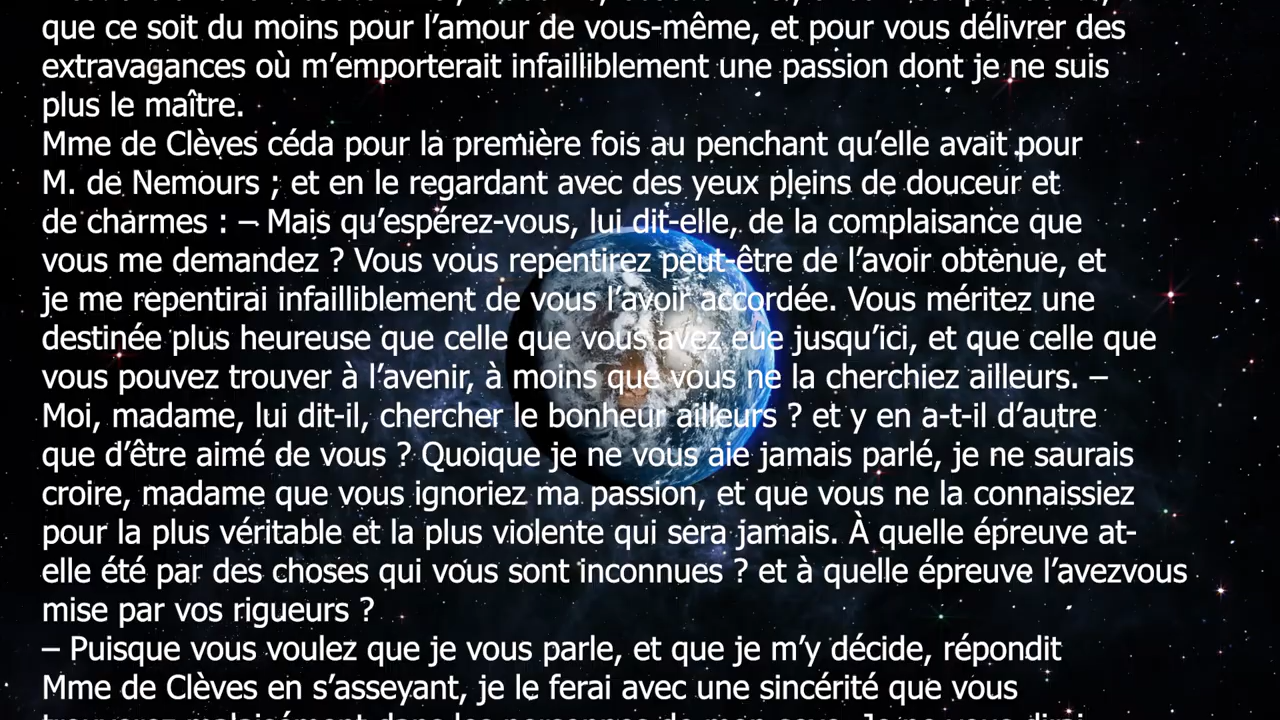 que ce soit du moins pour l’amour de vous-même, et pour vous délivrer des
extravagances où m’emporterait infailliblement une passion dont je ne suis
plus le maître.
Mme de Clèves céda pour la première fois au penchant qu’elle avait pour
M. de Nemours ; et en le regardant avec des yeux pleins de douceur et
de charmes : – Mais qu’espérez-vous, lui dit-elle, de la complaisance que
vous me demandez ? Vous vous repentirez peut-être de l’avoir obtenue, et
je me repentirai infailliblement de vous l’avoir accordée. Vous méritez une
destinée plus heureuse que celle que vous avez eue jusqu’ici, et que celle que
vous pouvez trouver à l’avenir, à moins que vous ne la cherchiez ailleurs. –
Moi, madame, lui dit-il, chercher le bonheur ailleurs ? et y en a-t-il d’autre
que d’être aimé de vous ? Quoique je ne vous aie jamais parlé, je ne saurais
croire, madame que vous ignoriez ma passion, et que vous ne la connaissiez
pour la plus véritable et la plus violente qui sera jamais. À quelle épreuve at-
elle été par des choses qui vous sont inconnues ? et à quelle épreuve l’avezvous
mise par vos rigueurs ?
– Puisque vous voulez que je vous parle, et que je m’y décide, répondit
Mme de Clèves en s’asseyant, je le ferai avec une sincérité que vous